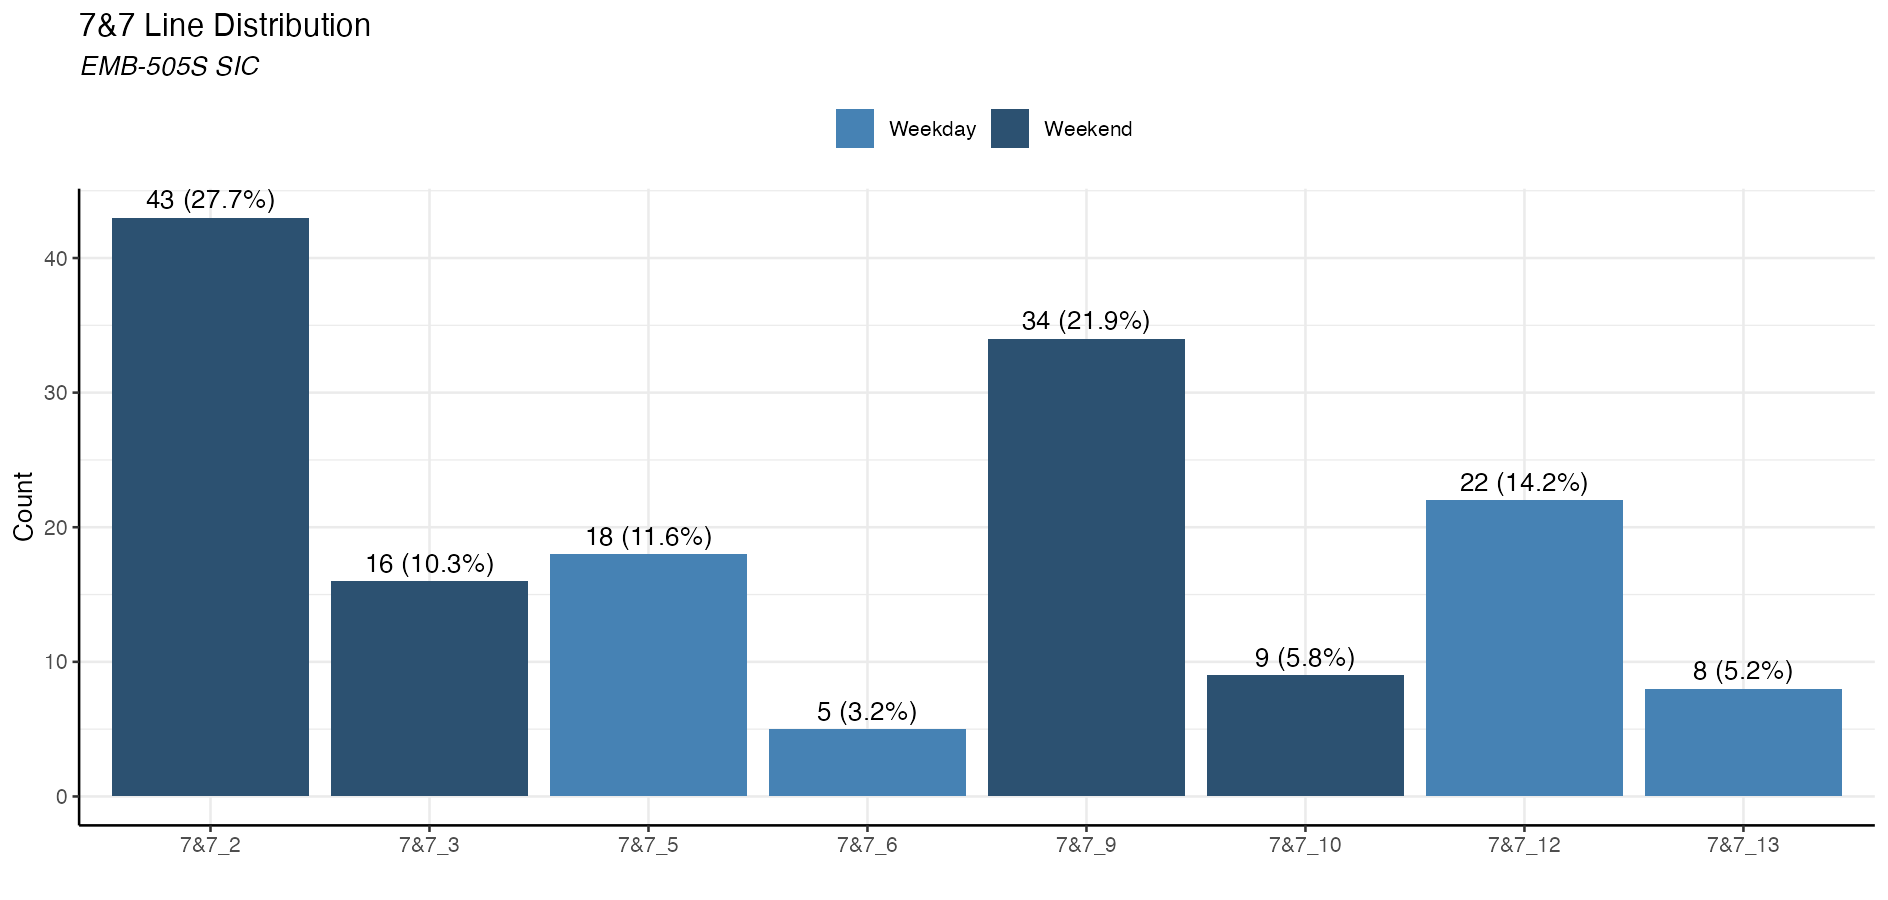 7&7 Line Distribution
EMB-505S SIC
Weekday Weekend
43 (27.7%)
16 (10.3%)
18 (11.6%)
5 (3.2%)
34 (21.9%)
9 (5.8%)
22 (14.2%)
8 (5.2%)
Count
40
30
20
10
0
7&7_2 7&7_3 7&7_5 7&7_6 7&7_9 7&7_10 7&7_12 7&7_13